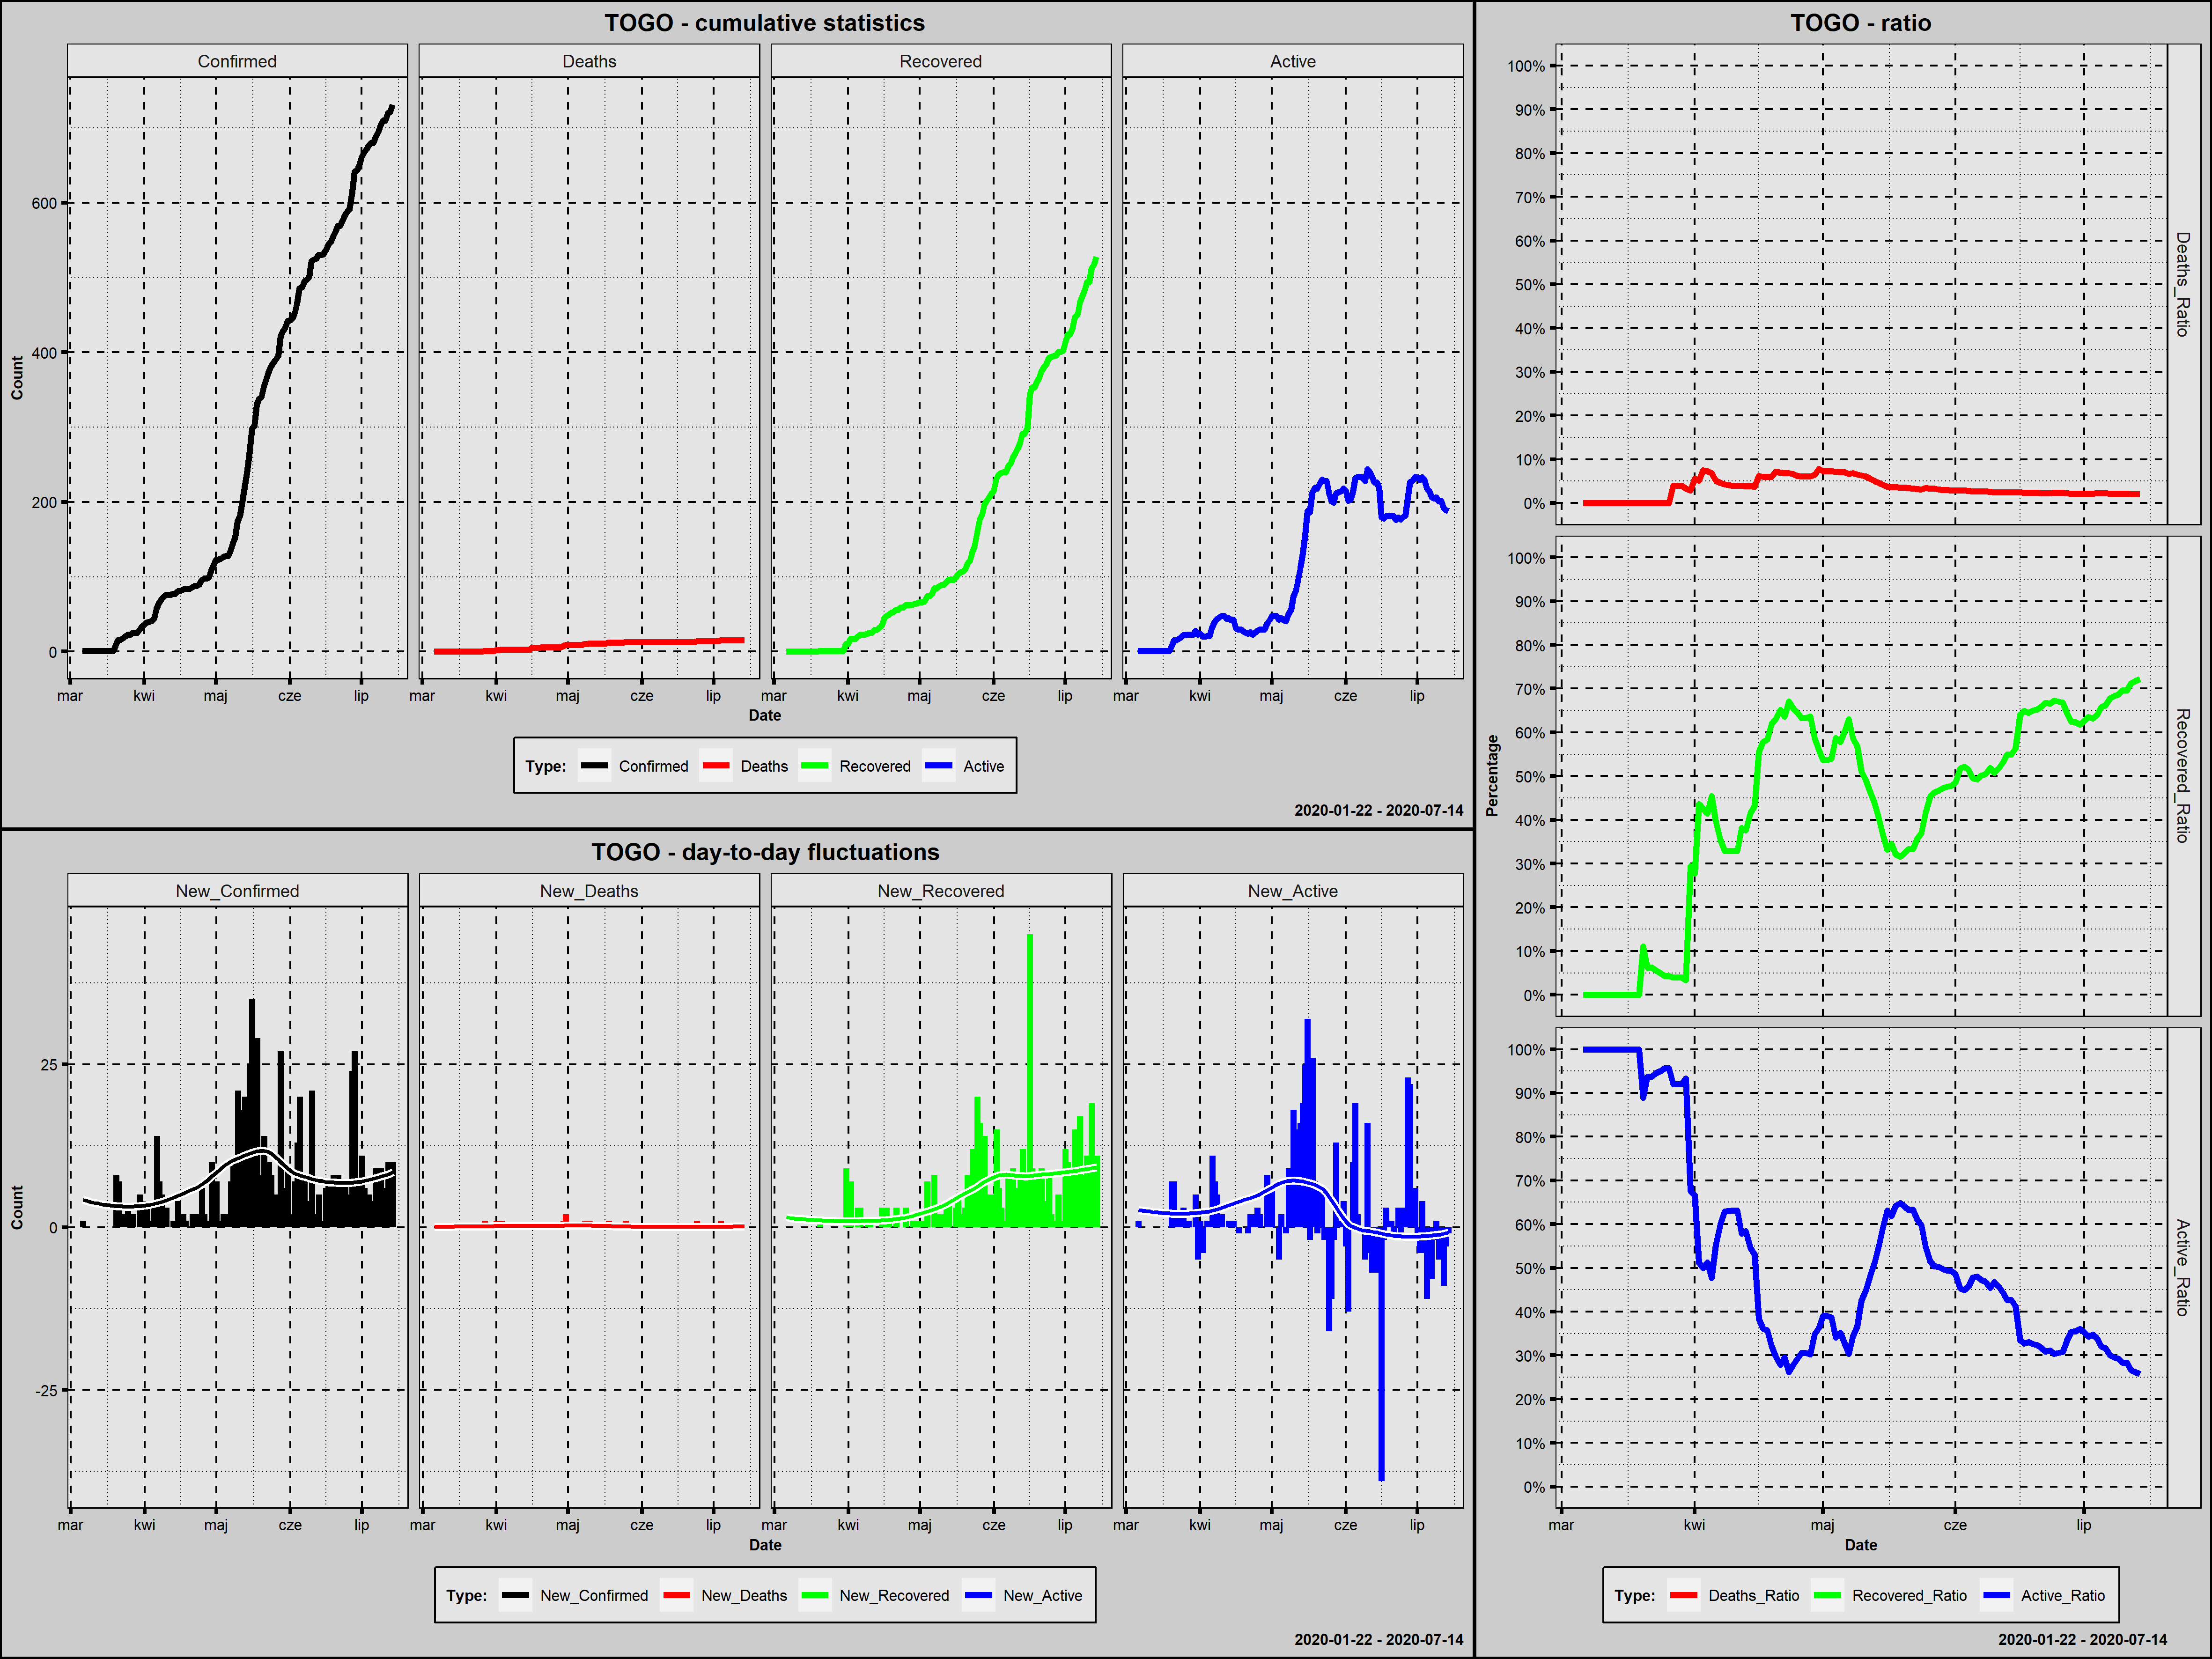 TOGO - cumulative statistics
Confirmed Deaths Recovered Active
Count
600
400
200
0
mar kwi maj cze lip mar kwi maj cze lip mar kwi maj cze lip mar kwi maj cze lip
Date
Type: Confirmed Deaths Recovered Active
2020-01-22 - 2020-07-14
TOGO - day-to-day fluctuations
New_Confirmed New_Deaths New_Recovered New_Active
Count
25
0
-25
mar kwi maj cze lip mar kwi maj cze lip mar kwi maj cze lip mar kwi maj cze lip
Date
Type: New_Confirmed New_Deaths New_Recovered New_Active
2020-01-22 - 2020-07-14
TOGO - ratio
Percentage
100%
90%
80%
70%
60%
50%
40%
30%
20%
10%
0%
Deaths_Ratio
100%
90%
80%
70%
60%
50%
40%
30%
20%
10%
0%
Recovered_Ratio
100%
90%
80%
70%
60%
50%
40%
30%
20%
10%
0%
Active_Ratio
mar kwi maj cze lip
Date
Type: Deaths_Ratio Recovered_Ratio Active_Ratio
2020-01-22 - 2020-07-14